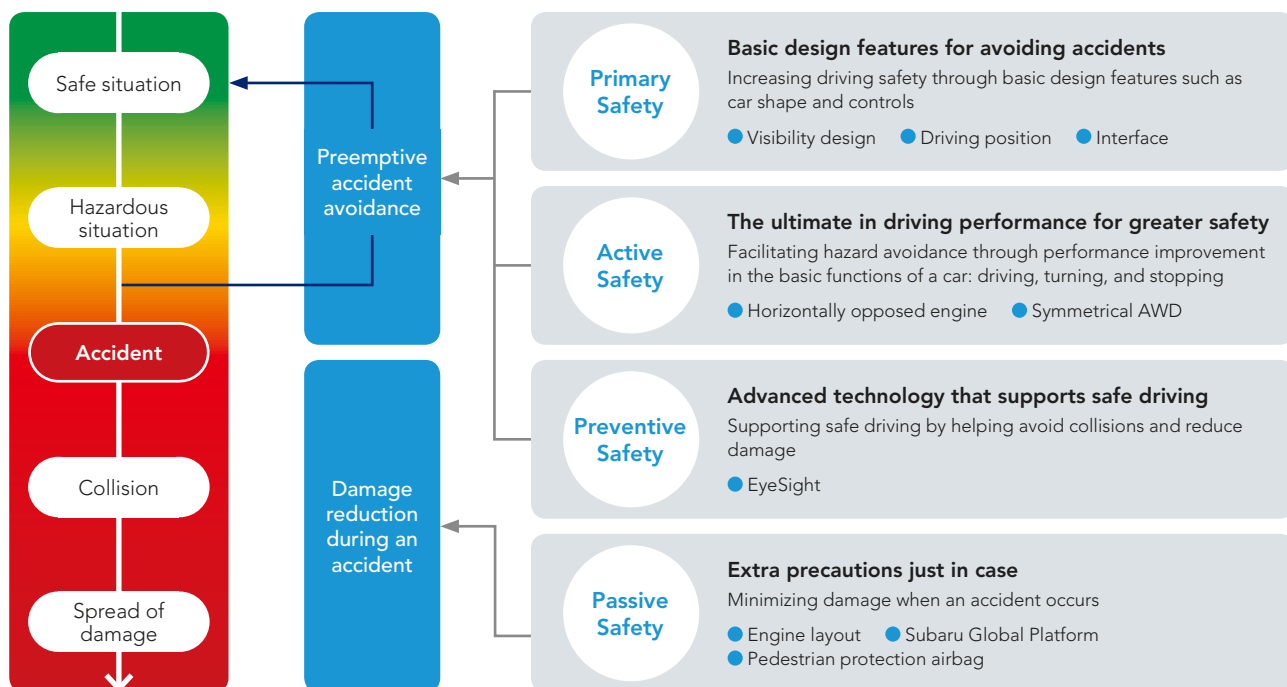 Safe situation
Hazardous
situation
Accident
Collision
Spread of
damage
Preemptive
accident
avoidance
Damage
reduction
during an
accident
Primary
Safety
Basic design features for avoiding accidents
Increasing driving safety through basic design features such as
car shape and controls
Visibility design Driving position Interface
Active
Safety
The ultimate in driving performance for greater safety
Facilitating hazard avoidance through performance improvement
in the basic functions of a car: driving, turning, and stopping
Horizontally opposed engine Symmetrical AWD
Preventive
Safety
Advanced technology that supports safe driving
Supporting safe driving by helping avoid collisions and reduce
damage
EyeSight
Passive
Safety
Extra precautions just in case
Minimizing damage when an accident occurs
Engine layout Subaru Global Platform
Pedestrian protection airbag